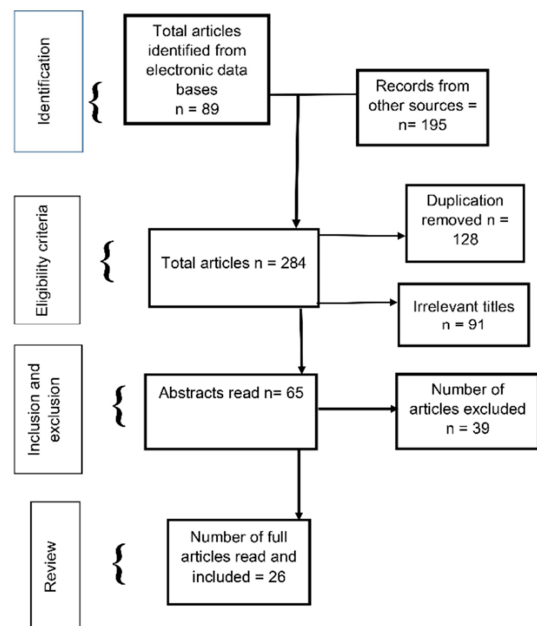 Identification
Total articles
identified from
electronic data
bases
n = 89
Records from
other sources =
n= 195
Eligibility criteria
Total articles n = 284
Duplication
removed n =
128
Irrelevant titles
n = 91
Inclusion and
exclusion
Abstracts read n= 65
Number of
articles excluded
n = 39
Review
Number of full
articles read and
included = 26